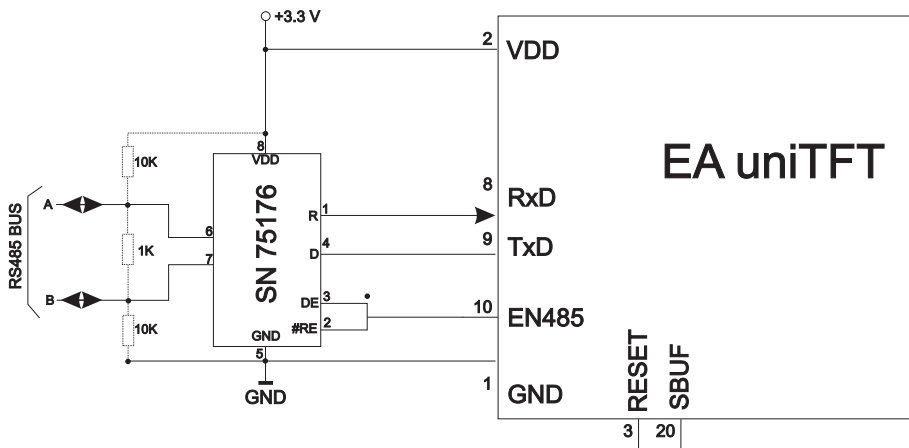 +3.3 V
2
VDD
8
VDD
10K
EA uniTFT
A
6
SN 75176
R
1
8
RxD
RS485 BUS
1K
7
D
4
9
TxD
B
DE
3
10
EN485
#RE
2
10K
GND
5
GND
1
GND
RESET
SBUF
3
20